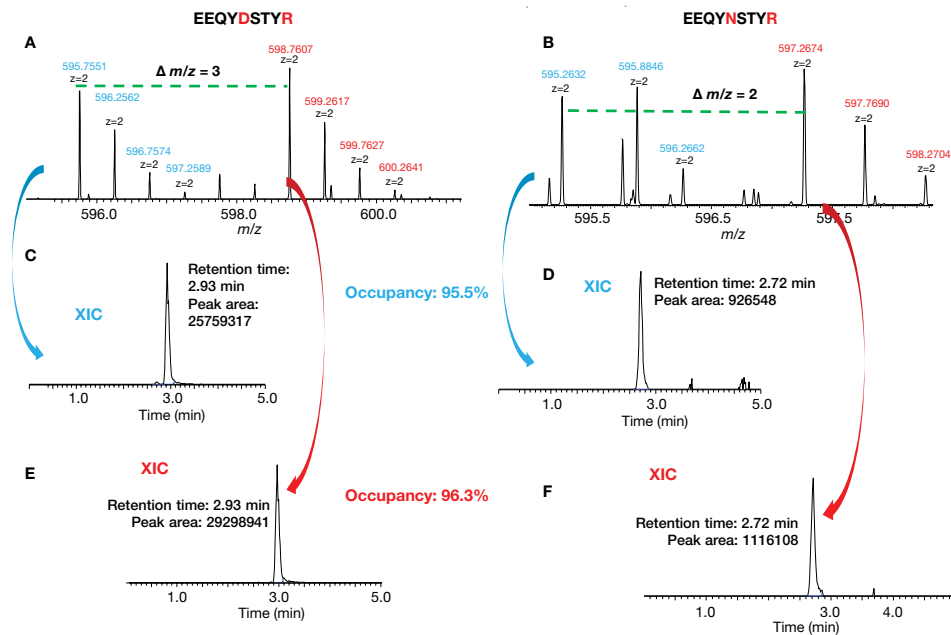 EEQYDSTYR
EEQYNSTYR
A
595.7551
z=2
596.2562
z=2
596.7574
z=2
597.2589
z=2
Δ m/z = 3
598.7607
z=2
599.2617
z=2
599.7627
z=2
600.2641
z=2
596.0
598.0
600.0
m/z
B
595.2632
z=2
595.8846
z=2
596.2662
z=2
Δ m/z = 2
597.2674
z=2
597.7690
z=2
598.2704
z=2
595.5
596.5
597.5
m/z
C
XIC
Retention time:
2.93 min
Peak area:
25759317
1.0
3.0
5.0
Time (min)
Occupancy: 95.5%
D
XIC
Retention time: 2.72 min
Peak area: 926548
1.0
3.0
5.0
Time (min)
E
XIC
Retention time: 2.93 min
Peak area: 29298941
1.0
3.0
5.0
Time (min)
Occupancy: 96.3%
F
XIC
Retention time: 2.72 min
Peak area: 1116108
1.0
3.0
4.0
Time (min)